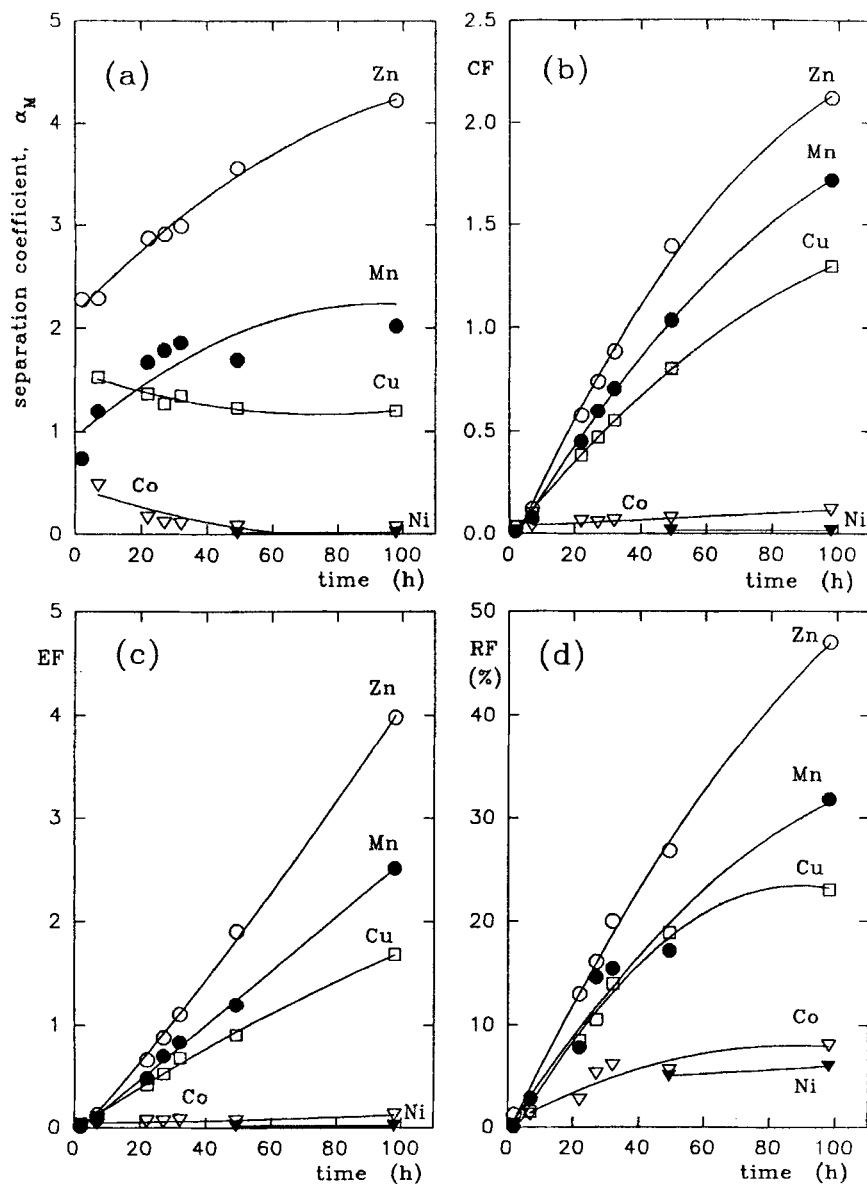 (a)
separation coefficient, α_M
5
4
3
2
1
0
Zn
Mn
Cu
Co
Ni
0 20 40 60 80 100
time (h)
(b)
CF
2.5
2.0
1.5
1.0
0.5
0.0
Zn
Mn
Cu
Co
Ni
0 20 40 60 80 100
time (h)
(c)
EF
5
4
3
2
1
0
Zn
Mn
Cu
Co
Ni
0 20 40 60 80 100
time (h)
(d)
RF
(%)
50
40
30
20
10
0
Zn
Mn
Cu
Co
Ni
0 20 40 60 80 100
time (h)